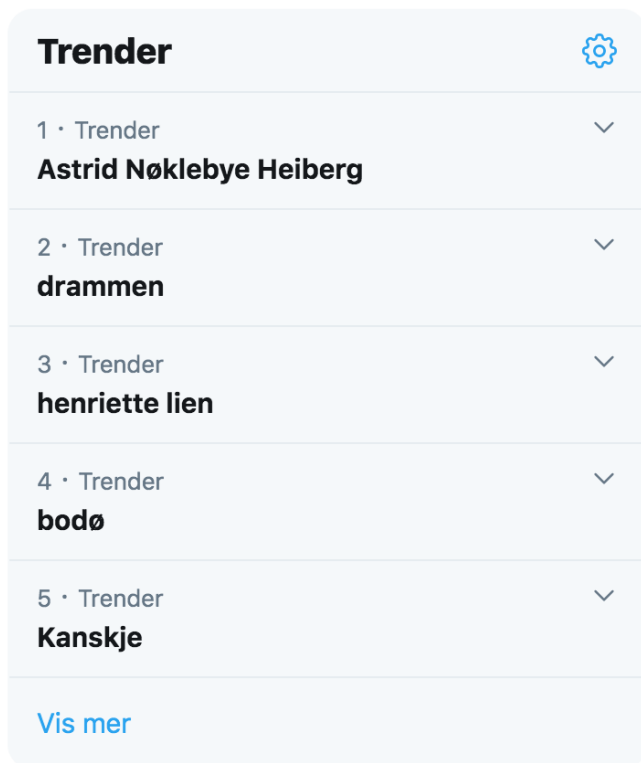 Trender
1 · Trender
Astrid Nøklebye Heiberg
2 · Trender
drammen
3 · Trender
henriette lien
4 · Trender
bodø
5 · Trender
Kanskje
Vis mer